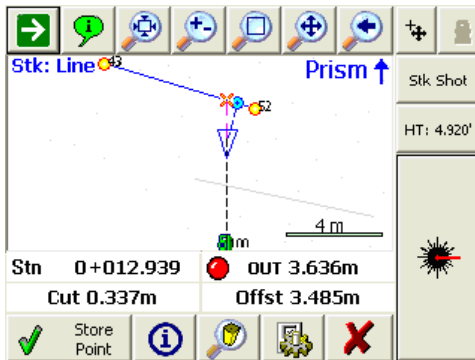 Stk: Line
43
Prism
Stk Shot
52
HT: 4.920'
m
4 m
Stn 0+012.939
OUT 3.636m
Cut 0.337m
Offst 3.485m
Store
Point